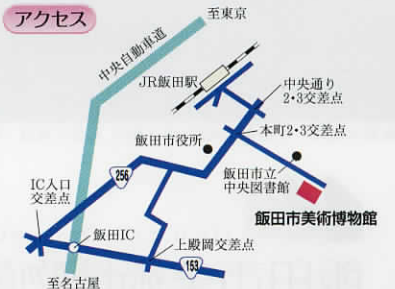 アクセス
至東京
中央自動車道
JR飯田駅
中央通り
2・3交差点
本町2・3交差点
飯田市役所
飯田市立
中央図書館
飯田市美術博物館
256
IC入口
交差点
飯田IC
上殿岡交差点
153
至名古屋